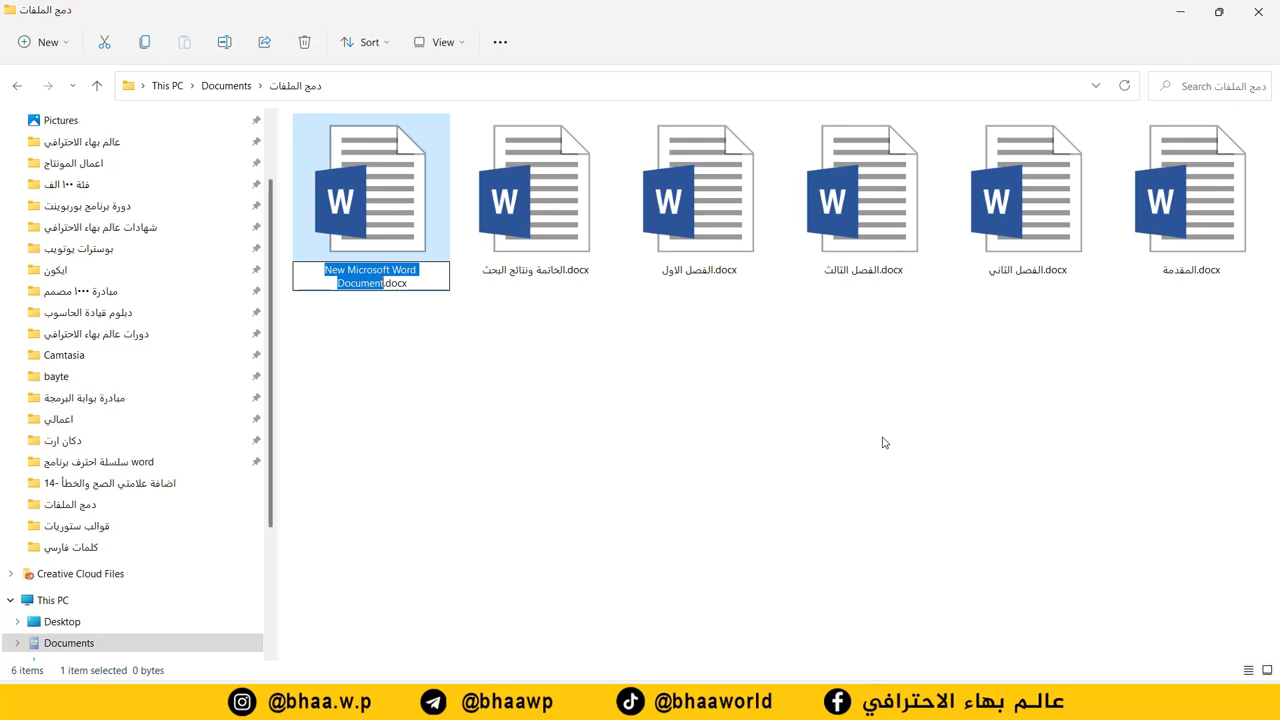 دمج الملفات
New
Sort
View
This PC
Documents
دمج الملفات
Search دمج الملفات
Pictures
عالم بهاء الاحترافي
اعمال المونتاج
فئة ١٠٠ الف
دورة برنامج بوربوينت
شهادات عالم بهاء الاحترافي
بوسترات يوتويب
ايكون
مبادرة ١٠٠٠ مصمم
دبلوم قيادة الحاسوب
دورات عالم بهاء الاحترافي
Camtasia
bayte
مبادرة بوابة البرمجة
اعمالي
دكان ارت
سلسلة احترف برنامج word
14- اضافة علامتي الصح والخطأ
دمج الملفات
قوالب ستوريات
كلمات فارسي
Creative Cloud Files
This PC
Desktop
Documents
New Microsoft Word
Document.docx
الخاتمة ونتائج البحث.docx
الفصل الاول.docx
الفصل الثالث.docx
الفصل الثاني.docx
المقدمة.docx
W
W
W
W
W
W
6 items
1 item selected
0 bytes
@bhaa.w.p
@bhaawp
@bhaaworld
عالم بهاء الاحترافي